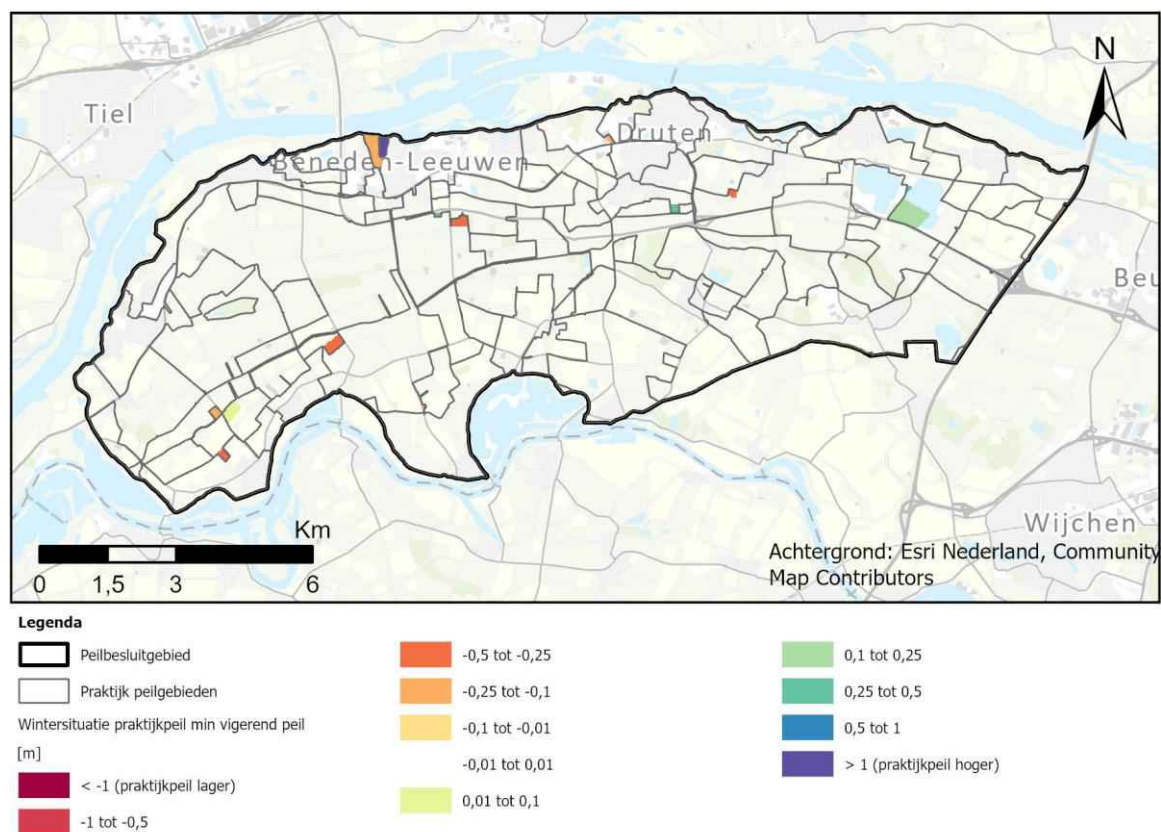 N
Tiel
Druten
Beneden-Leeuwen
Beu
Wijchen
Km
0 1,5 3 6
Achtergrond: Esri Nederland, Community
Map Contributors
Legenda
Peilbesluitgebied
Praktijk peilgebieden
Wintersituatie praktijkpeil min vigerend peil
[m]
< -1 (praktijkpeil lager)
-1 tot -0,5
-0,5 tot -0,25
-0,25 tot -0,1
-0,1 tot -0,01
-0,01 tot 0,01
0,01 tot 0,1
0,1 tot 0,25
0,25 tot 0,5
0,5 tot 1
> 1 (praktijkpeil hoger)